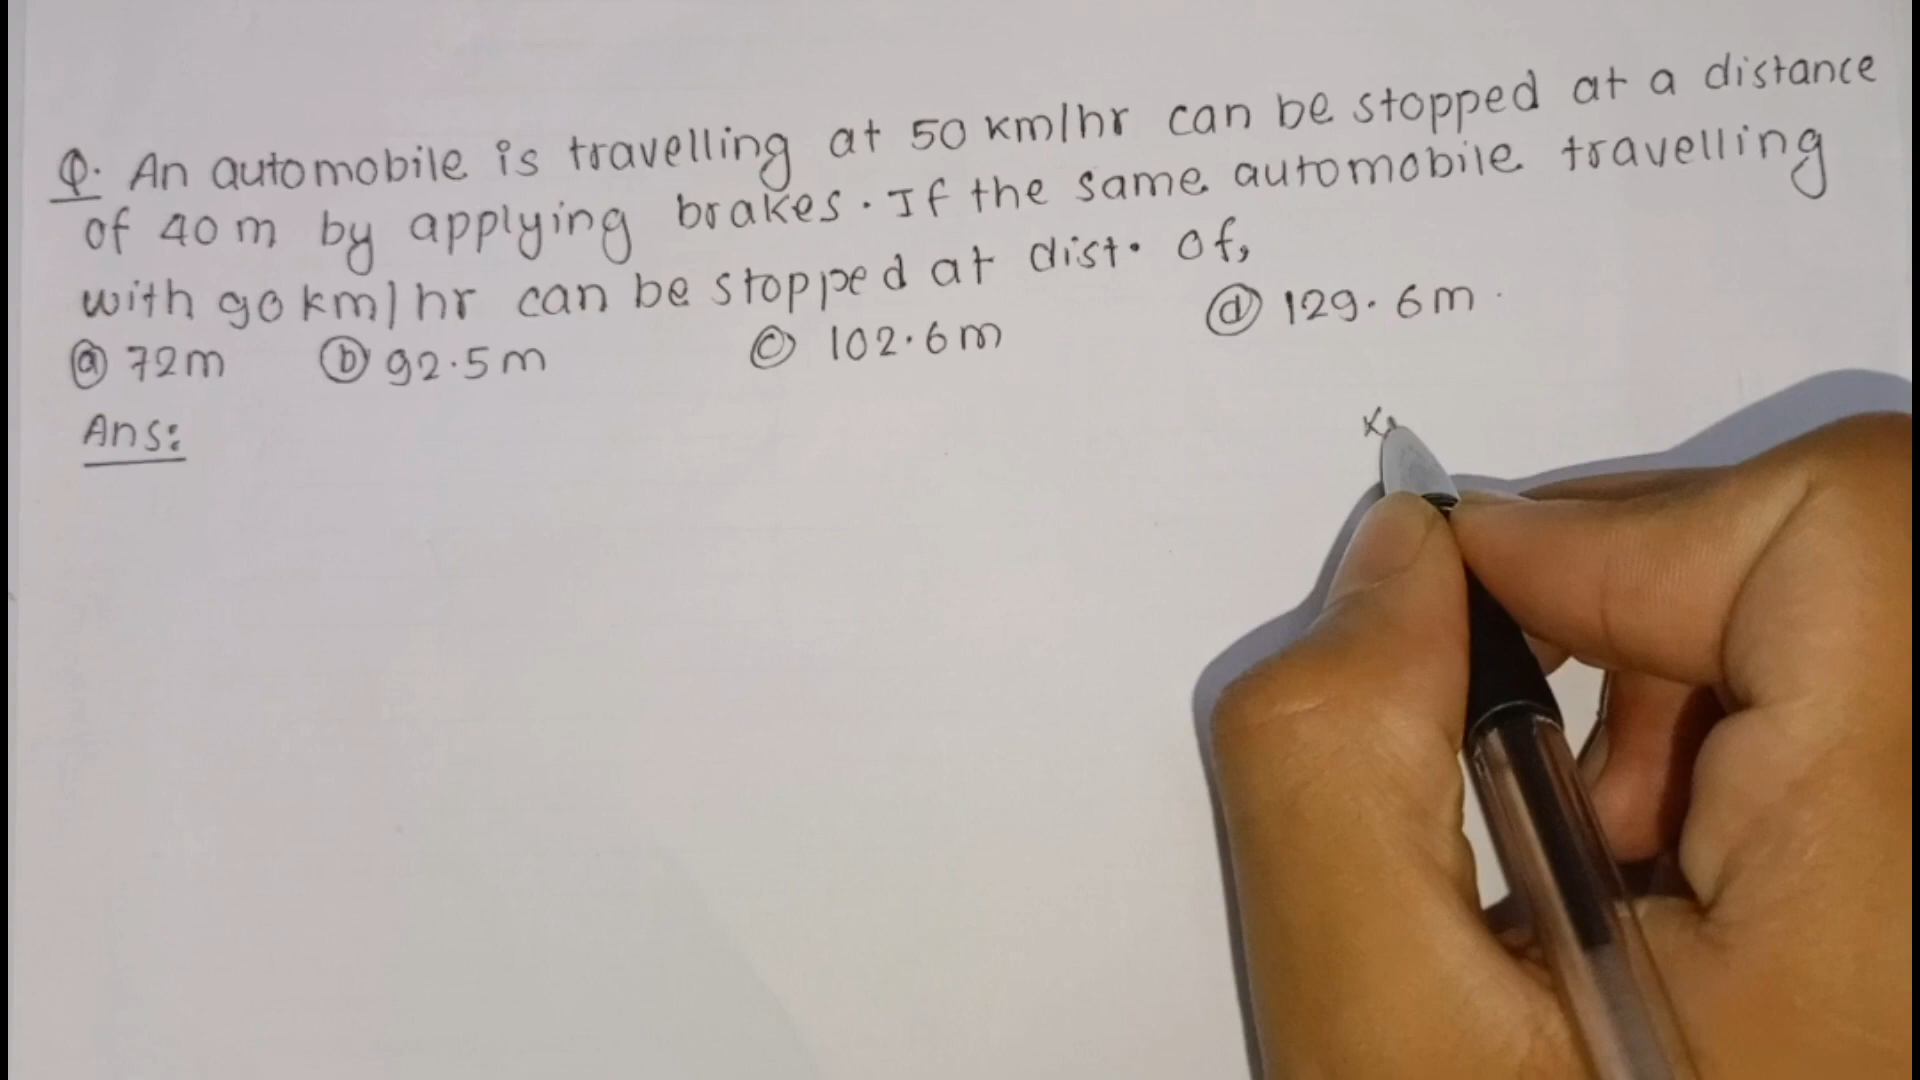 Q. An automobile is travelling at 50 km/hr can be stopped at a distance
of 40 m by applying brakes. If the same automobile travelling
with 90 km/hr can be stopped at dist. of,
ⓐ 72m ⓑ 92.5m ⓒ 102.6m ⓓ 129.6m.
Ans: